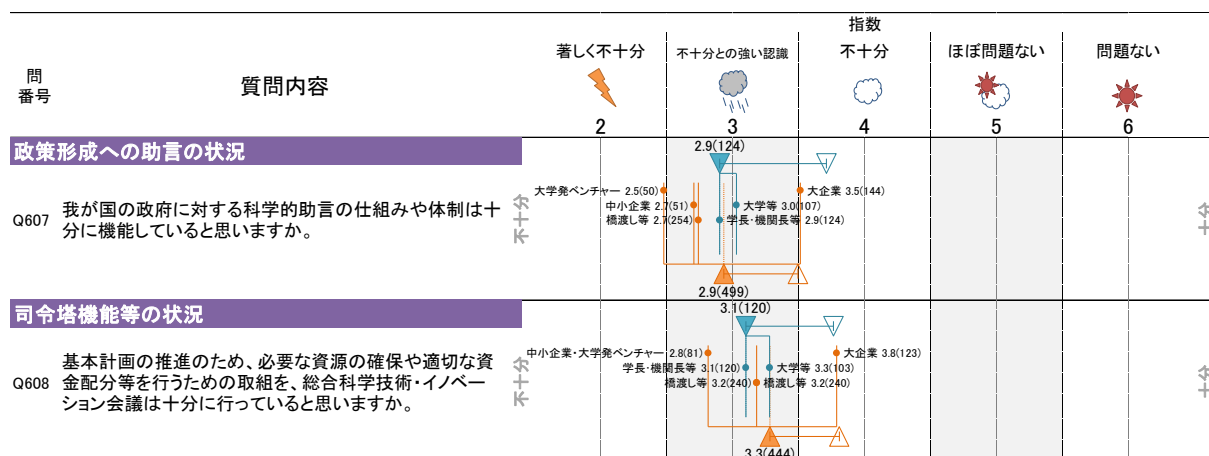 指数
著しく不十分 不十分との強い認識 不十分 ほぼ問題ない 問題ない
問
番号
質問内容
2 3 4 5 6
政策形成への助言の状況
2.9(124)
Q607
我が国の政府に対する科学的助言の仕組みや体制は十
分に機能していると思いますか。
不十分
十分
大学発ベンチャー 2.5(50)
大企業 3.5(144)
中小企業 2.7(51)
大学等 3.0(107)
橋渡し等 2.7(254)
学長・機関長等 2.9(124)
2.9(499)
司令塔機能等の状況
3.1(120)
Q608
基本計画の推進のため、必要な資源の確保や適切な資
金配分等を行うための取組を、総合科学技術・イノベー
ション会議は十分に行っていると思いますか。
不十分
十分
中小企業・大学発ベンチャー 2.8(81)
大企業 3.8(123)
学長・機関長等 3.1(120)
大学等 3.3(103)
橋渡し等 3.2(240)
橋渡し等 3.2(240)
3.3(444)